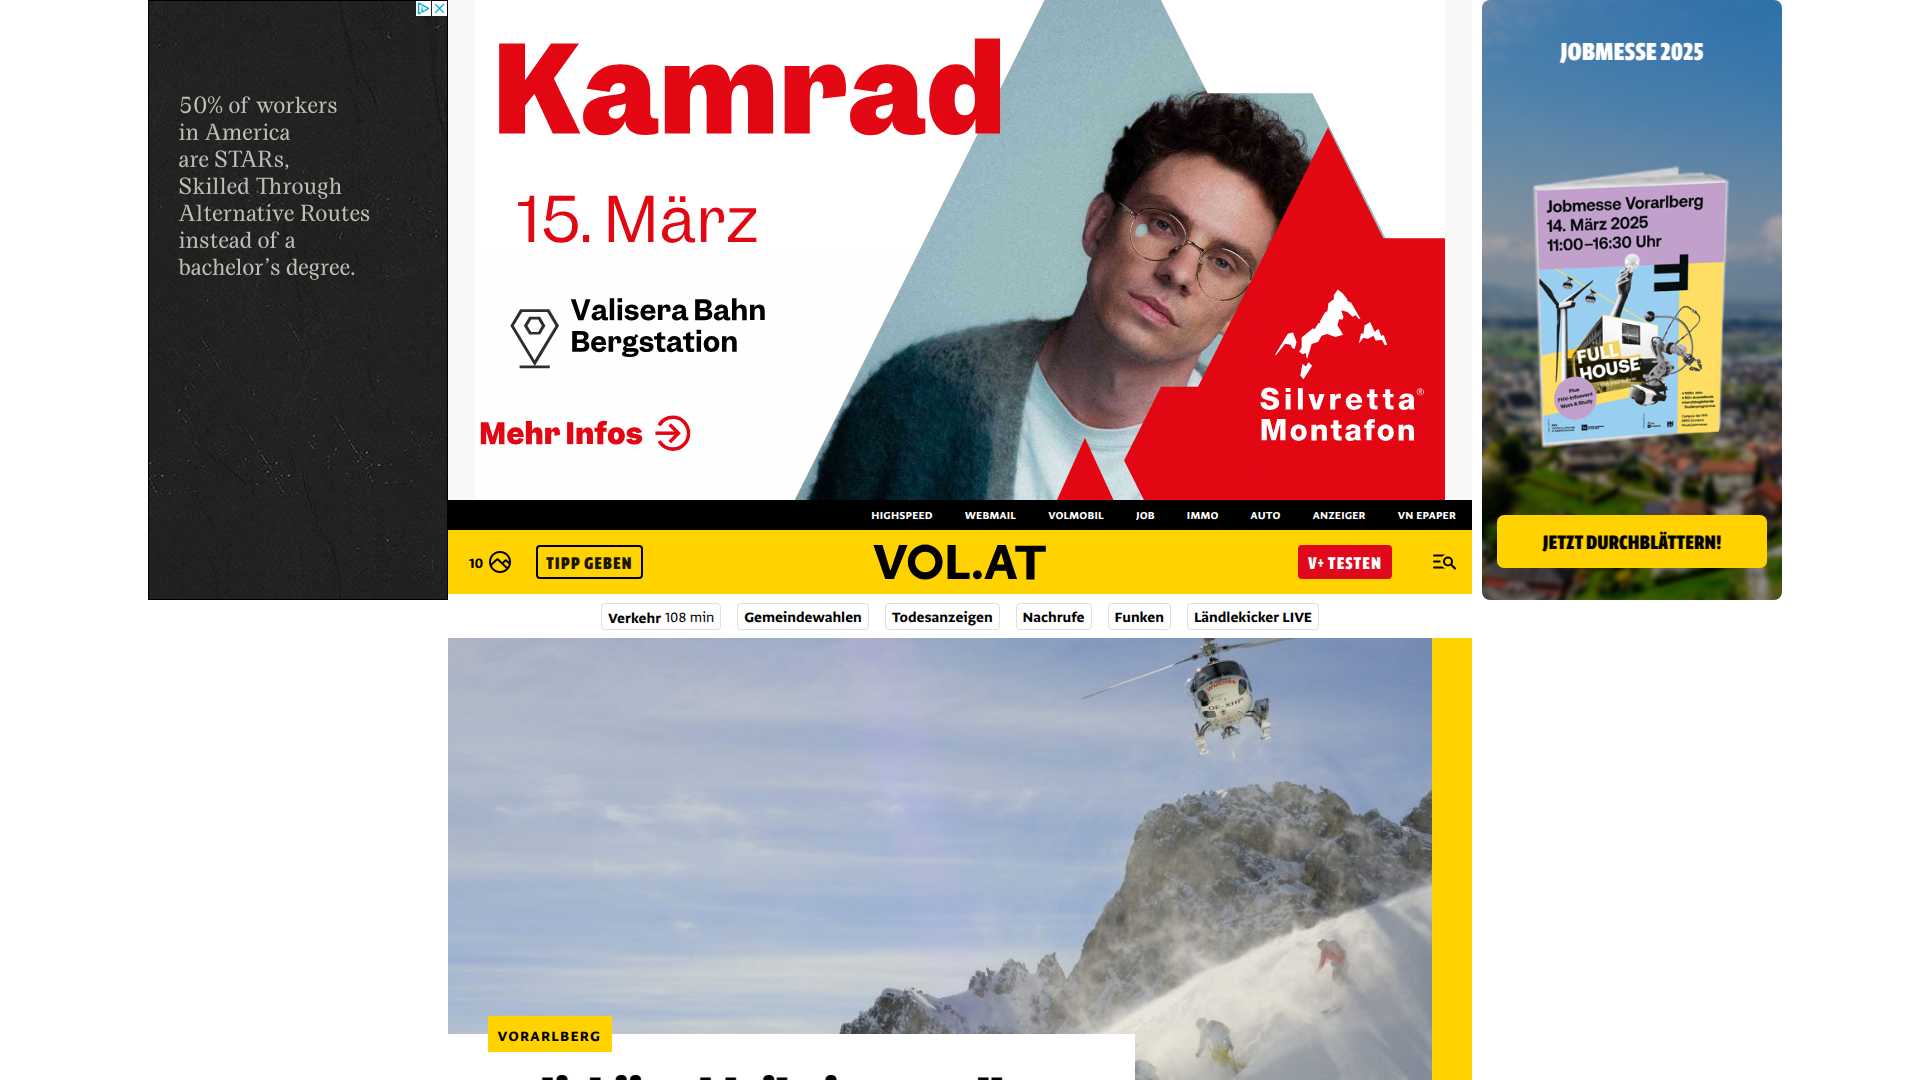 50% of workers
in America
are STARs,
Skilled Through
Alternative Routes
instead of a
bachelor's degree.
Kamrad
15. März
Valisera Bahn
Bergstation
Mehr Infos
Silvretta®
Montafon
JOBMESSE 2025
Jobmesse Vorarlberg
14. März 2025
11:00–16:30 Uhr
FULL
HOUSE
JETZT DURCHBLÄTTERN!
HIGHSPEED WEBMAIL VOLMOBIL JOB IMMO AUTO ANZEIGER VN EPAPER
10 TIPP GEBEN VOL.AT V+ TESTEN
Verkehr 108 min Gemeindewahlen Todesanzeigen Nachrufe Funken Ländlekicker LIVE
VORARLBERG